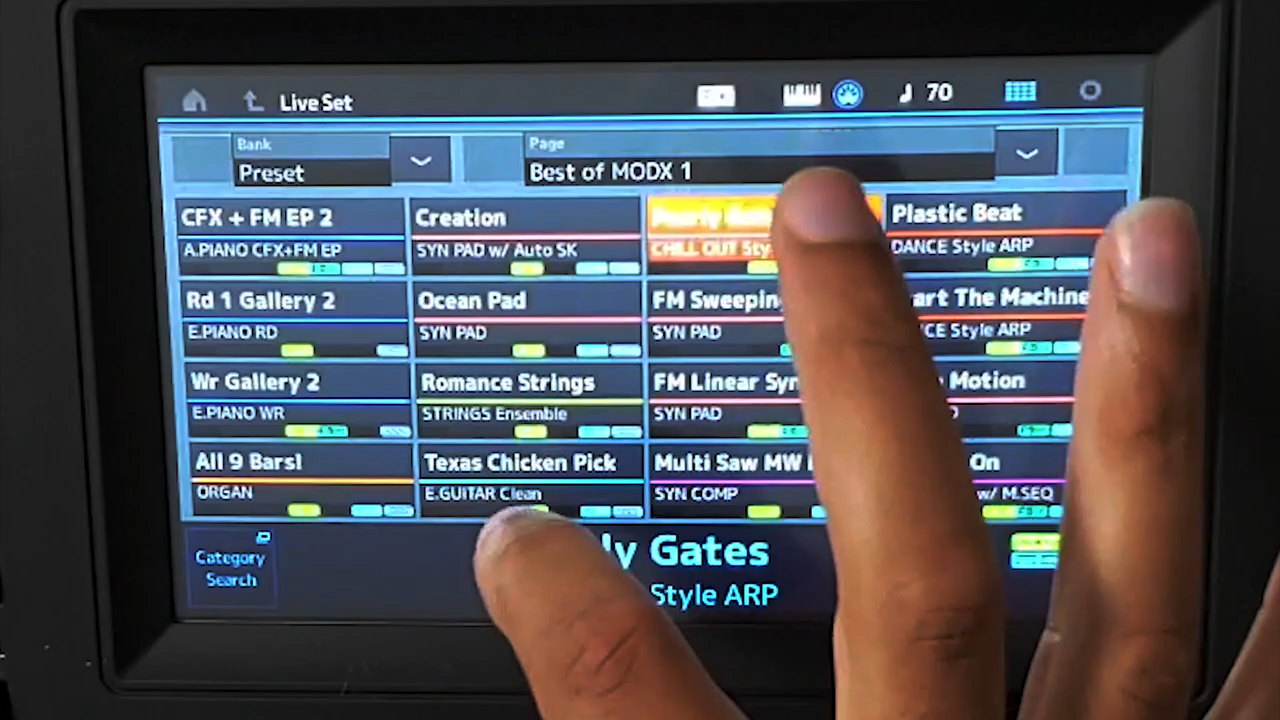 Live Set
70
Bank
Preset
Page
Best of MODX 1
CFX + FM EP 2
A.PIANO CFX+FM EP
Creation
SYN PAD w/ Auto SK
CHILL OUT
Plastic Beat
DANCE Style ARP
Rd 1 Gallery 2
E.PIANO RD
Ocean Pad
SYN PAD
FM Sweeping
SYN PAD
art The Machine
CE Style ARP
Wr Gallery 2
E.PIANO WR
Romance Strings
STRINGS Ensemble
FM Linear Syn
SYN PAD
Motion
All 9 Bars!
ORGAN
Texas Chicken Pick
E.GUITAR Clean
Multi Saw MW
SYN COMP
On
w/ M.SEQ
Category
Search
ly Gates
Style ARP